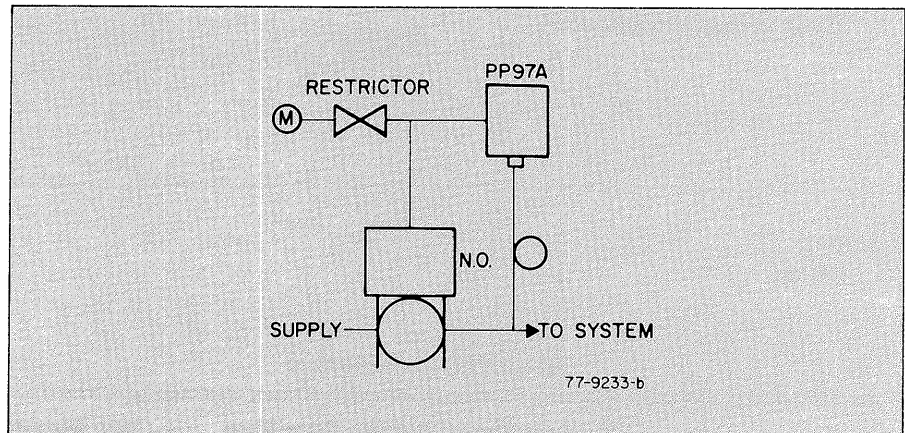 PP97A
RESTRICTOR
M
N.O.
SUPPLY
TO SYSTEM
77-9233-b